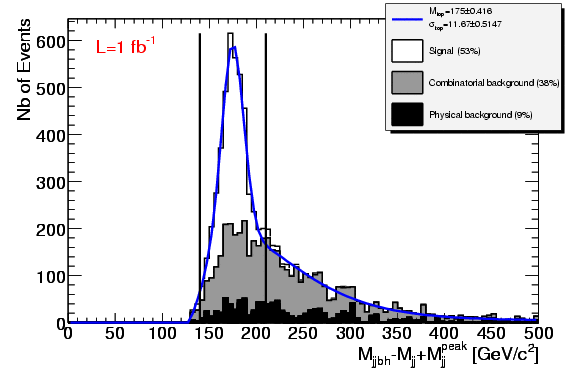 M_top=175±0.416
σ_top=11.67±0.5147
Signal (53%)
Combinatorial background (38%)
Physical background (9%)
L=1 fb⁻¹
Nb of Events
600
500
400
300
200
100
0
0 50 100 150 200 250 300 350 400 450 500
M_jjbh-M_jj+M_jj^peak [GeV/c²]